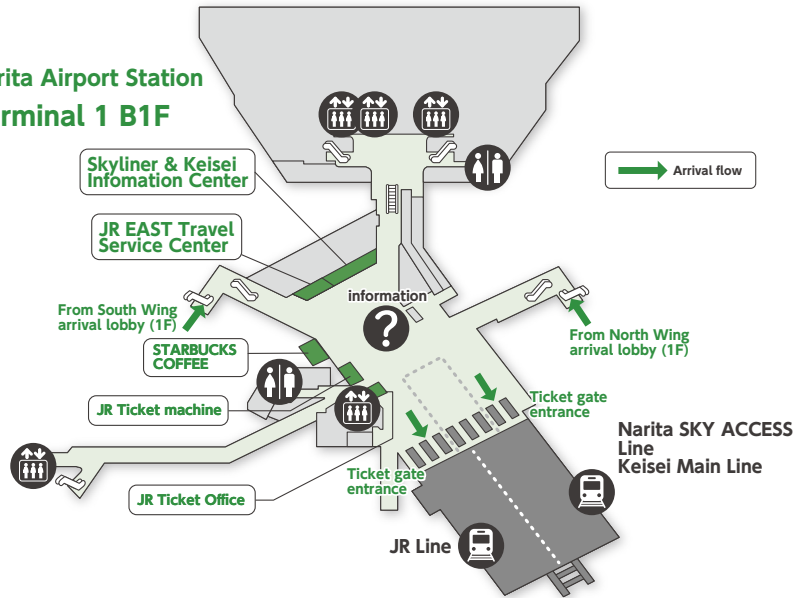 rita Airport Station
erminal 1 B1F
Skyliner & Keisei
Infomation Center
Arrival flow
JR EAST Travel
Service Center
information
?
From South Wing
arrival lobby (1F)
From North Wing
arrival lobby (1F)
STARBUCKS
COFFEE
JR Ticket machine
Ticket gate
entrance
Narita SKY ACCESS
Line
Keisei Main Line
Ticket gate
entrance
JR Ticket Office
JR Line